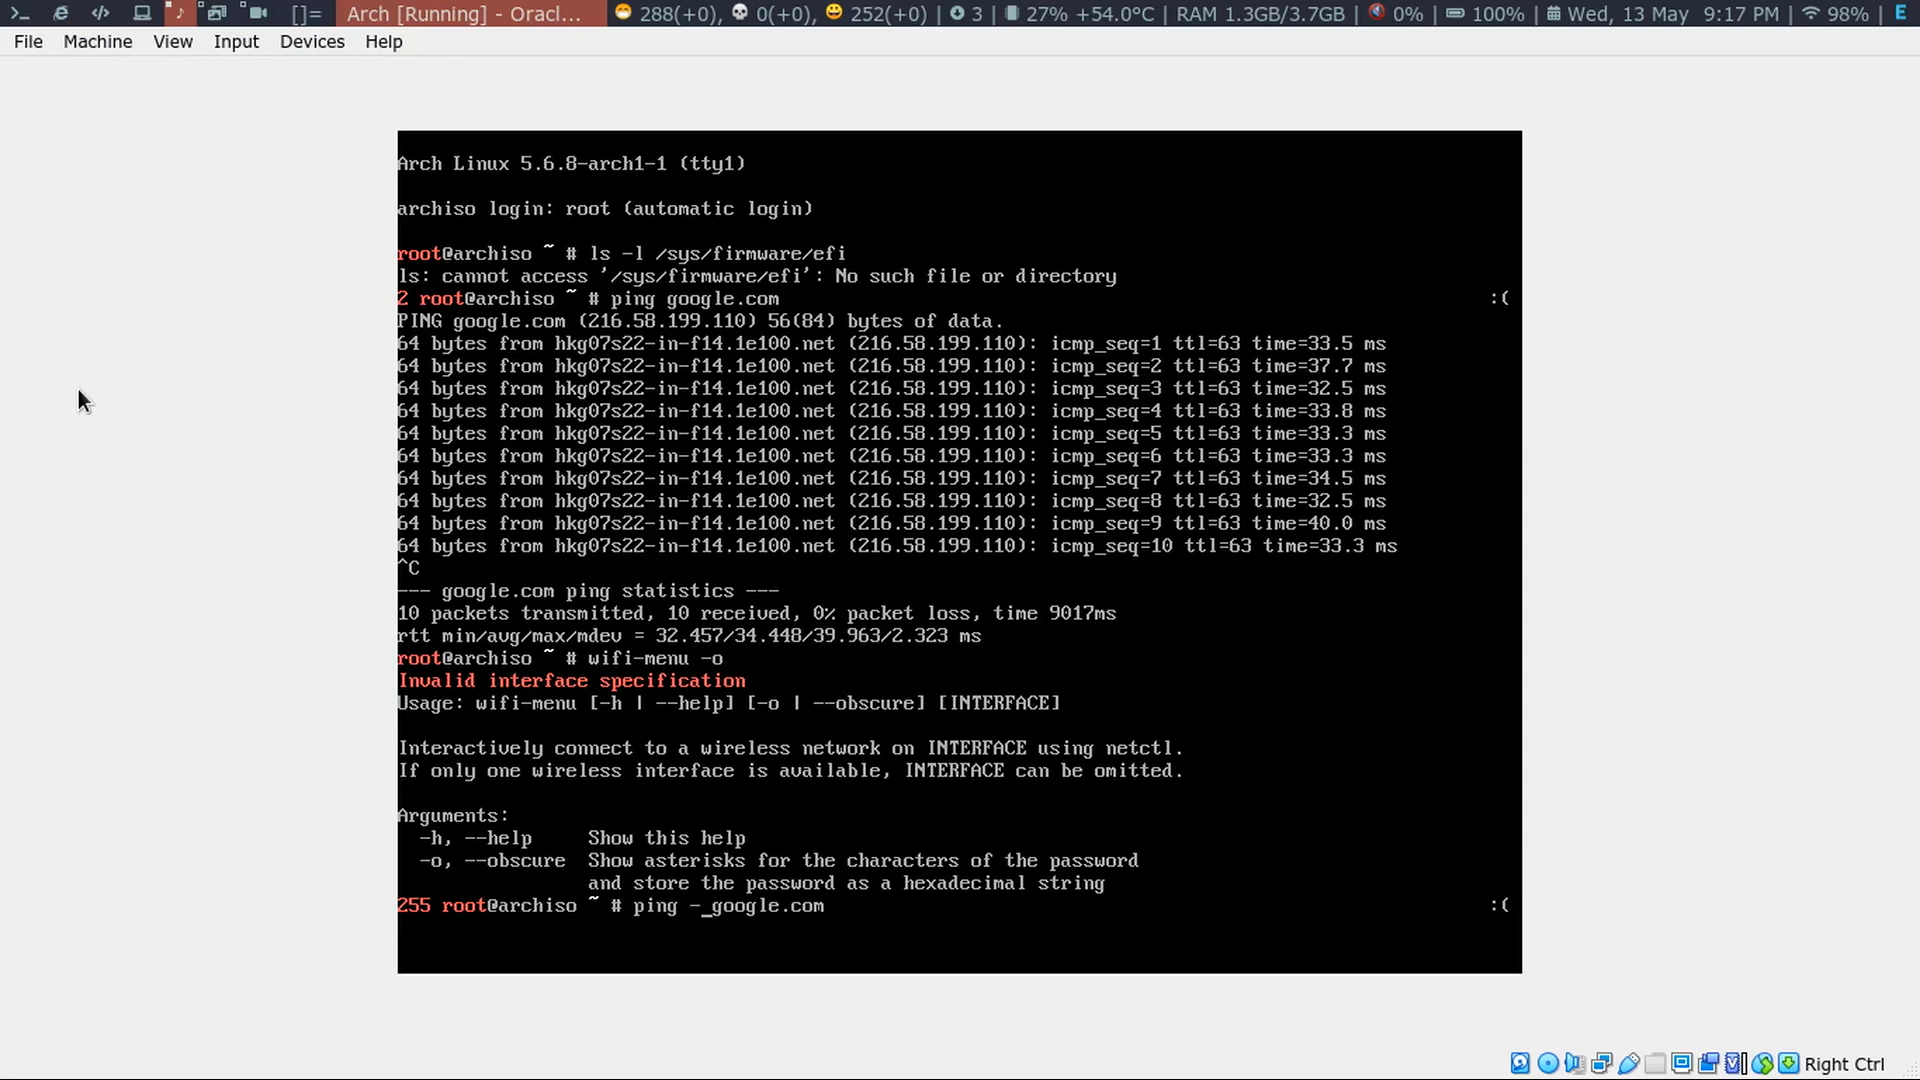 []= Arch [Running] - Oracl... 288(+0), 0(+0), 252(+0) | 3 | 27% +54.0°C | RAM 1.3GB/3.7GB | 0% | 100% | Wed, 13 May 9:17 PM | 98% |
File Machine View Input Devices Help
Arch Linux 5.6.8-arch1-1 (tty1)
archiso login: root (automatic login)
root@archiso ~ # ls -l /sys/firmware/efi
ls: cannot access '/sys/firmware/efi': No such file or directory
2 root@archiso ~ # ping google.com :(
PING google.com (216.58.199.110) 56(84) bytes of data.
64 bytes from hkg07s22-in-f14.1e100.net (216.58.199.110): icmp_seq=1 ttl=63 time=33.5 ms
64 bytes from hkg07s22-in-f14.1e100.net (216.58.199.110): icmp_seq=2 ttl=63 time=37.7 ms
64 bytes from hkg07s22-in-f14.1e100.net (216.58.199.110): icmp_seq=3 ttl=63 time=32.5 ms
64 bytes from hkg07s22-in-f14.1e100.net (216.58.199.110): icmp_seq=4 ttl=63 time=33.8 ms
64 bytes from hkg07s22-in-f14.1e100.net (216.58.199.110): icmp_seq=5 ttl=63 time=33.3 ms
64 bytes from hkg07s22-in-f14.1e100.net (216.58.199.110): icmp_seq=6 ttl=63 time=33.3 ms
64 bytes from hkg07s22-in-f14.1e100.net (216.58.199.110): icmp_seq=7 ttl=63 time=34.5 ms
64 bytes from hkg07s22-in-f14.1e100.net (216.58.199.110): icmp_seq=8 ttl=63 time=32.5 ms
64 bytes from hkg07s22-in-f14.1e100.net (216.58.199.110): icmp_seq=9 ttl=63 time=40.0 ms
64 bytes from hkg07s22-in-f14.1e100.net (216.58.199.110): icmp_seq=10 ttl=63 time=33.3 ms
^C
--- google.com ping statistics ---
10 packets transmitted, 10 received, 0% packet loss, time 9017ms
rtt min/avg/max/mdev = 32.457/34.448/39.963/2.323 ms
root@archiso ~ # wifi-menu -o
Invalid interface specification
Usage: wifi-menu [-h | --help] [-o | --obscure] [INTERFACE]
Interactively connect to a wireless network on INTERFACE using netctl.
If only one wireless interface is available, INTERFACE can be omitted.
Arguments:
-h, --help Show this help
-o, --obscure Show asterisks for the characters of the password
and store the password as a hexadecimal string
255 root@archiso ~ # ping -_google.com :(
Right Ctrl